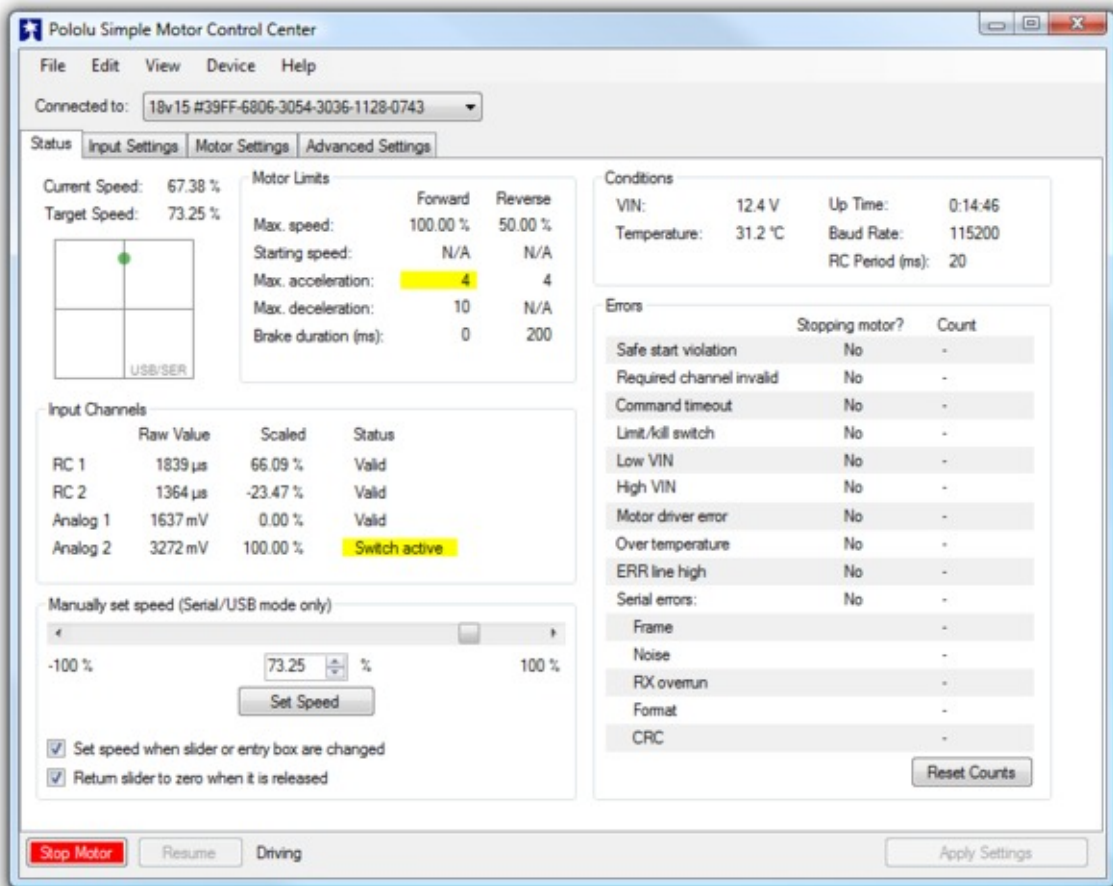 Pololu Simple Motor Control Center
File Edit View Device Help
Connected to: 18v15 #39FF-6806-3054-3036-1128-0743
Status Input Settings Motor Settings Advanced Settings
Current Speed: 67.38 %
Target Speed: 73.25 %
USB/SER
Motor Limits
Forward Reverse
Max. speed: 100.00 % 50.00 %
Starting speed: N/A N/A
Max. acceleration: 4 4
Max. deceleration: 10 N/A
Brake duration (ms): 0 200
Input Channels
Raw Value Scaled Status
RC 1 1839 µs 66.09 % Valid
RC 2 1364 µs -23.47 % Valid
Analog 1 1637 mV 0.00 % Valid
Analog 2 3272 mV 100.00 % Switch active
Manually set speed (Serial/USB mode only)
-100 % 73.25 % 100 %
Set Speed
Set speed when slider or entry box are changed
Return slider to zero when it is released
Conditions
VIN: 12.4 V Up Time: 0:14:46
Temperature: 31.2 °C Baud Rate: 115200
RC Period (ms): 20
Errors
Stopping motor? Count
Safe start violation No -
Required channel invalid No -
Command timeout No -
Limit/kill switch No -
Low VIN No -
High VIN No -
Motor driver error No -
Over temperature No -
ERR line high No -
Serial errors: No -
Frame -
Noise -
RX overrun -
Format -
CRC -
Reset Counts
Stop Motor Resume Driving Apply Settings